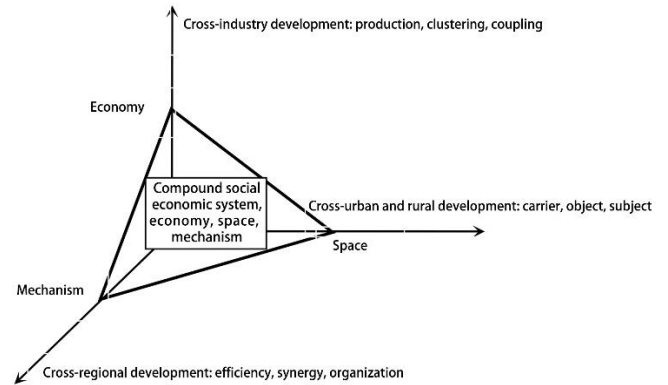 Cross-industry development: production, clustering, coupling
Economy
Compound social
economic system,
economy, space,
mechanism
Cross-urban and rural development: carrier, object, subject
Space
Mechanism
Cross-regional development: efficiency, synergy, organization